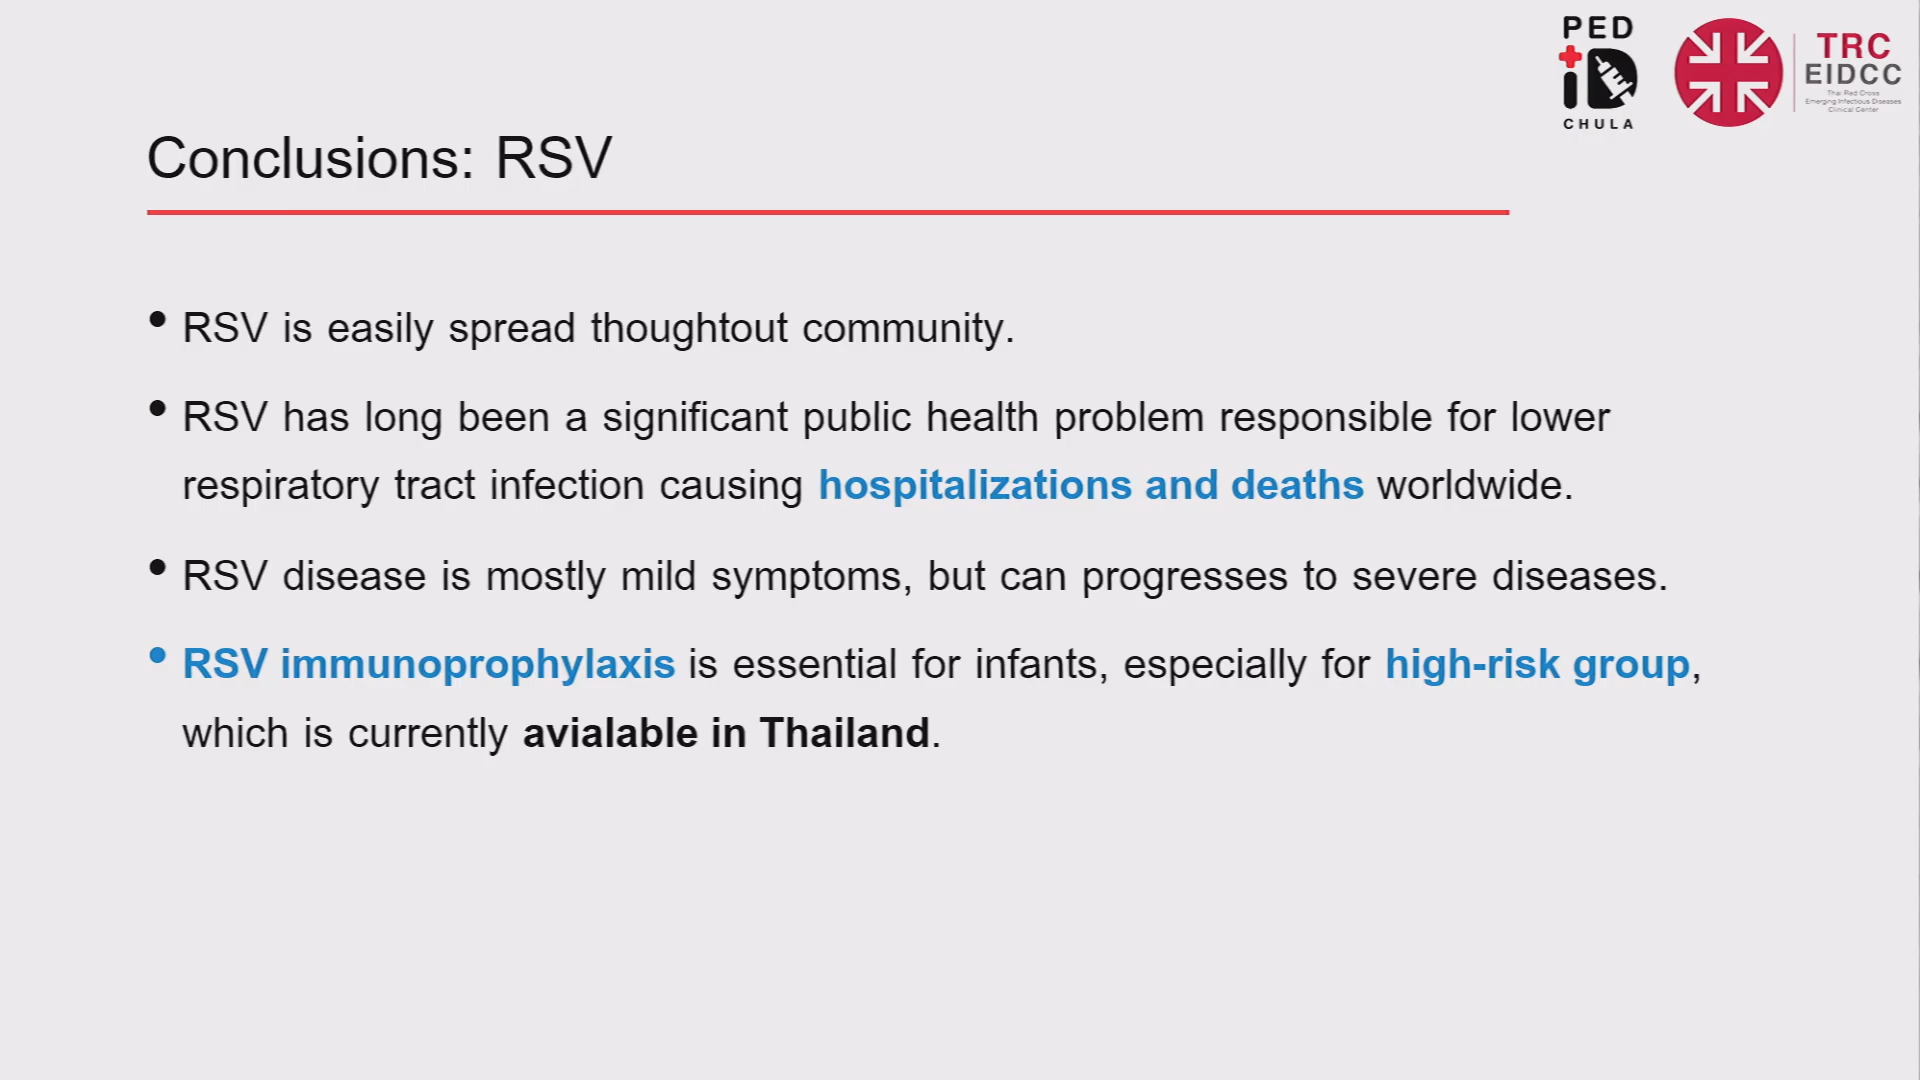 PED
iD
CHULA
TRC
EIDCC
Thai Red Cross
Emerging Infectious Diseases
Clinical Center
Conclusions: RSV
• RSV is easily spread thoughtout community.
• RSV has long been a significant public health problem responsible for lower
respiratory tract infection causing hospitalizations and deaths worldwide.
• RSV disease is mostly mild symptoms, but can progresses to severe diseases.
• RSV immunoprophylaxis is essential for infants, especially for high-risk group,
which is currently avialable in Thailand.